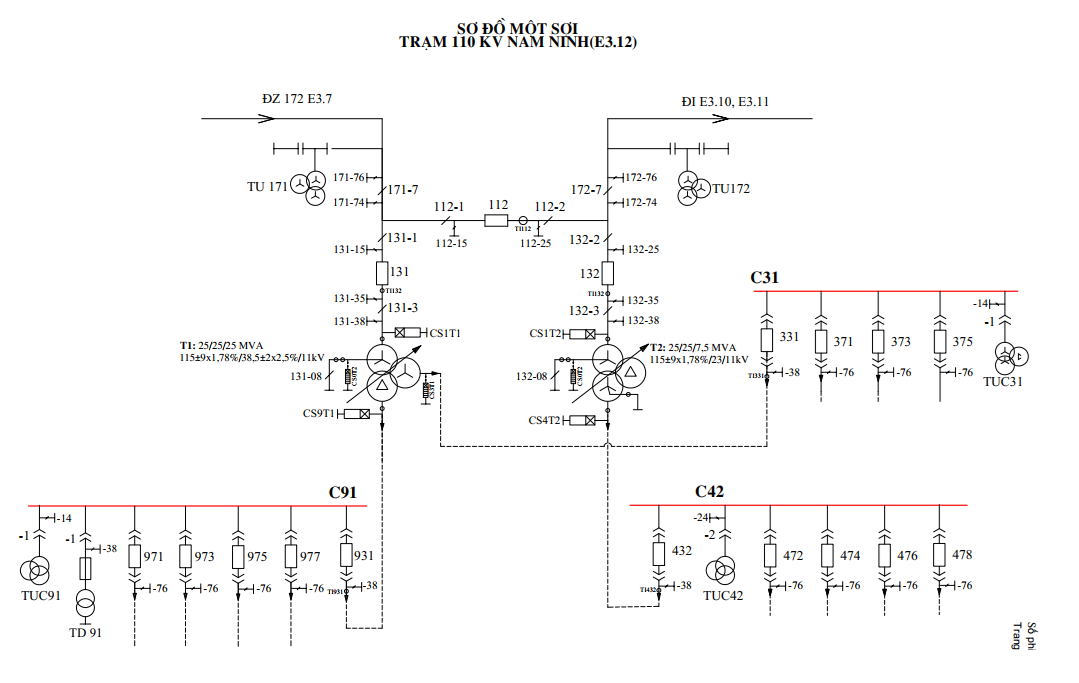 SƠ ĐỒ MỘT SỢI
TRẠM 110 KV NAM NINH(E3.12)
ĐZ 172 E3.7
ĐI E3.10, E3.11
TU 171
171-76
171-7
171-74
172-76
172-7
172-74
TU172
112-1
112
112-2
TI112
112-15
112-25
131-1
131-15
131
TI132
131-35
131-3
131-38
132-2
132-25
132
TI132
132-35
132-3
132-38
C31
-14
-1
331
371
373
375
TI331
-38
-76
-76
-76
TUC31
T1: 25/25/25 MVA
115±9x1,78%/38,5±2x2,5%/11kV
CS1T1
131-08
CS0T2
CS3T1
CS9T1
CS1T2
T2: 25/25/7,5 MVA
115±9x1,78%/23/11kV
132-08
CS0T2
CS4T2
C91
-14
-1
-1
-38
971
973
975
977
931
-76
-76
-76
-76
TI931
-38
TUC91
TD 91
C42
432
-24
-2
472
474
476
478
TI432
-38
-76
-76
-76
-76
TUC42
Số phi
Trang